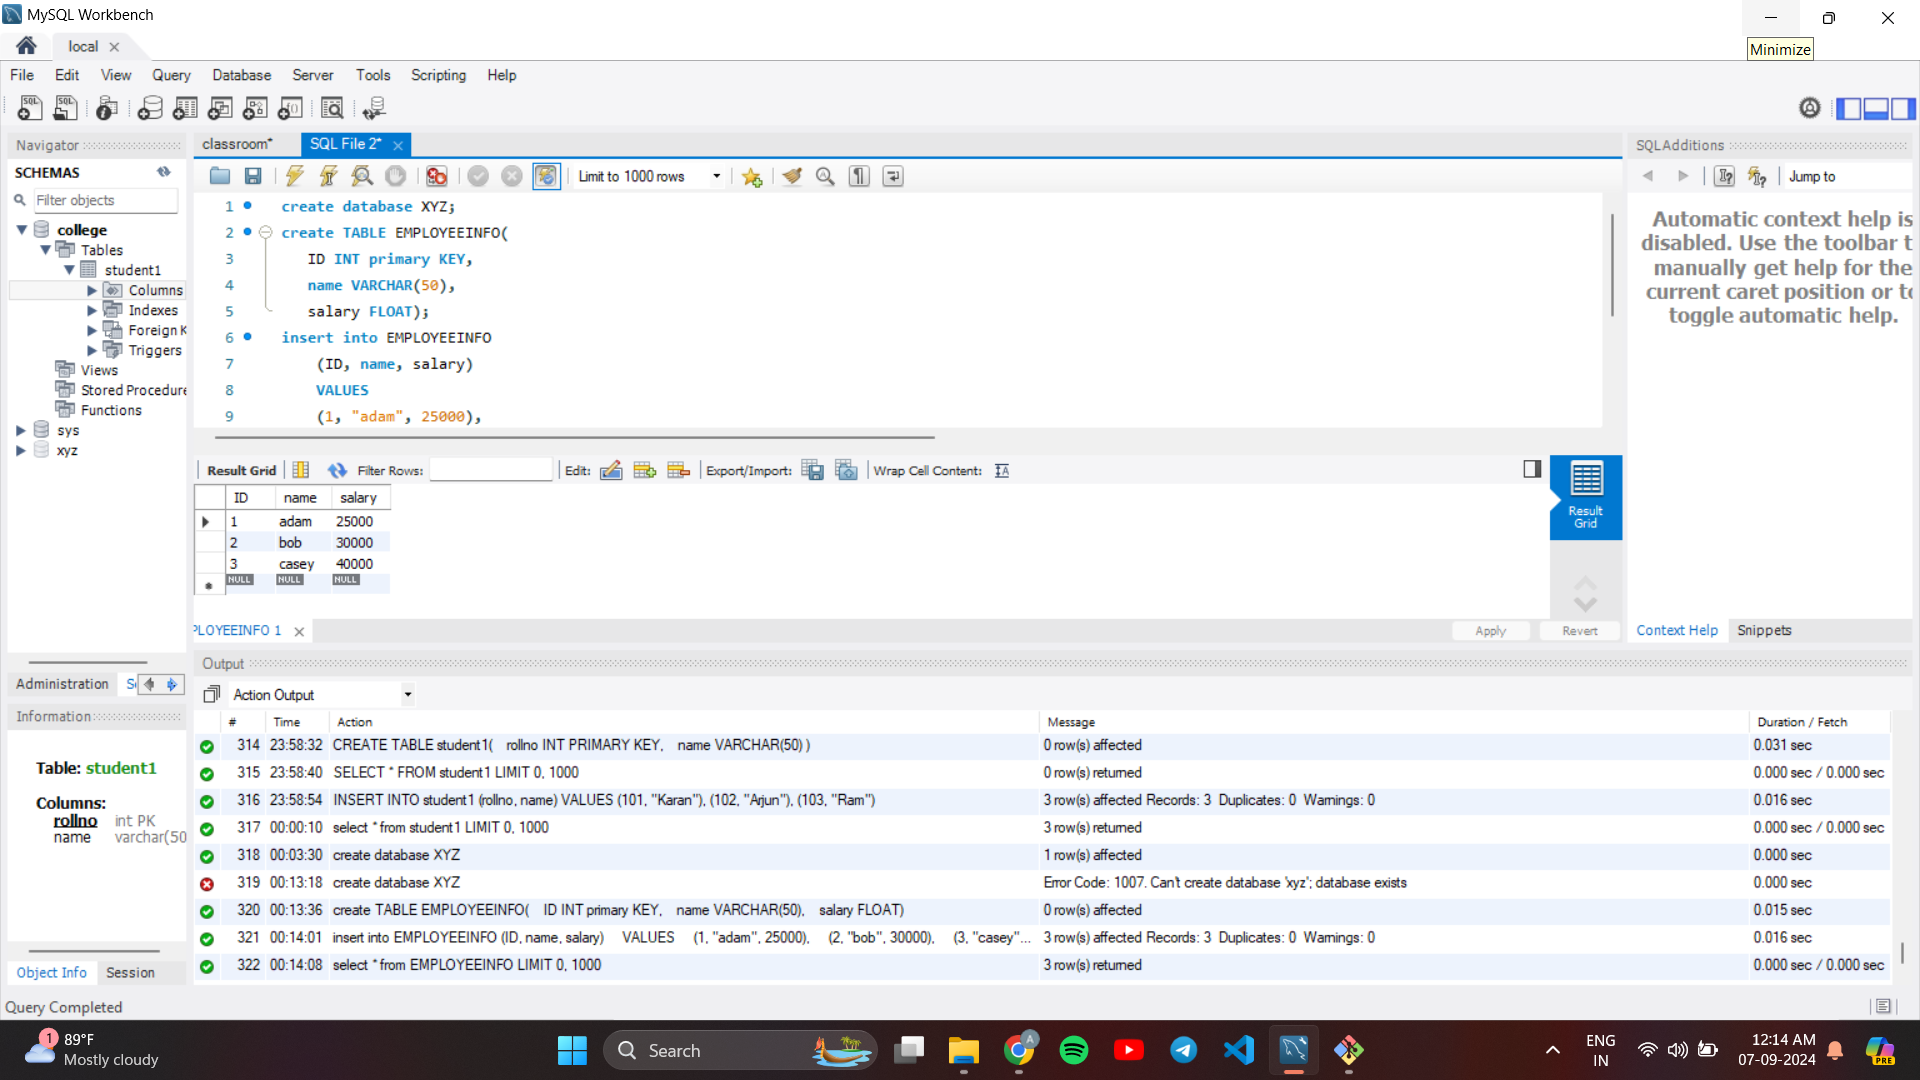 MySQL Workbench
Minimize
local
File Edit View Query Database Server Tools Scripting Help
Navigator
SCHEMAS
Filter objects
college
Tables
student1
Columns
Indexes
Foreign K
Triggers
Views
Stored Procedure
Functions
sys
xyz
Administration
Information
Table: student1
Columns:
rollno int PK
name varchar(50
Object Info Session
classroom* SQL File 2*
Limit to 1000 rows
1 create database XYZ;
2 create TABLE EMPLOYEEINFO(
3 ID INT primary KEY,
4 name VARCHAR(50),
5 salary FLOAT);
6 insert into EMPLOYEEINFO
7 (ID, name, salary)
8 VALUES
9 (1, "adam", 25000),
Result Grid Filter Rows: Edit: Export/Import: Wrap Cell Content:
ID name salary
1 adam 25000
2 bob 30000
3 casey 40000
NULL NULL NULL
Result
Grid
PLOYEEINFO 1
Apply Revert
SQLAdditions
Jump to
Automatic context help is
disabled. Use the toolbar t
manually get help for the
current caret position or to
toggle automatic help.
Context Help Snippets
Output
Action Output
# Time Action Message Duration / Fetch
314 23:58:32 CREATE TABLE student1( rollno INT PRIMARY KEY, name VARCHAR(50) ) 0 row(s) affected 0.031 sec
315 23:58:40 SELECT * FROM student1 LIMIT 0, 1000 0 row(s) returned 0.000 sec / 0.000 sec
316 23:58:54 INSERT INTO student1 (rollno, name) VALUES (101, "Karan"), (102, "Arjun"), (103, "Ram") 3 row(s) affected Records: 3 Duplicates: 0 Warnings: 0 0.016 sec
317 00:00:10 select * from student1 LIMIT 0, 1000 3 row(s) returned 0.000 sec / 0.000 sec
318 00:03:30 create database XYZ 1 row(s) affected 0.000 sec
319 00:13:18 create database XYZ Error Code: 1007. Can't create database 'xyz'; database exists 0.000 sec
320 00:13:36 create TABLE EMPLOYEEINFO( ID INT primary KEY, name VARCHAR(50), salary FLOAT) 0 row(s) affected 0.015 sec
321 00:14:01 insert into EMPLOYEEINFO (ID, name, salary) VALUES (1, "adam", 25000), (2, "bob", 30000), (3, "casey"... 3 row(s) affected Records: 3 Duplicates: 0 Warnings: 0 0.016 sec
322 00:14:08 select * from EMPLOYEEINFO LIMIT 0, 1000 3 row(s) returned 0.000 sec / 0.000 sec
Query Completed
1
89°F
Mostly cloudy
Search
A
ENG
IN
12:14 AM
07-09-2024
PRE